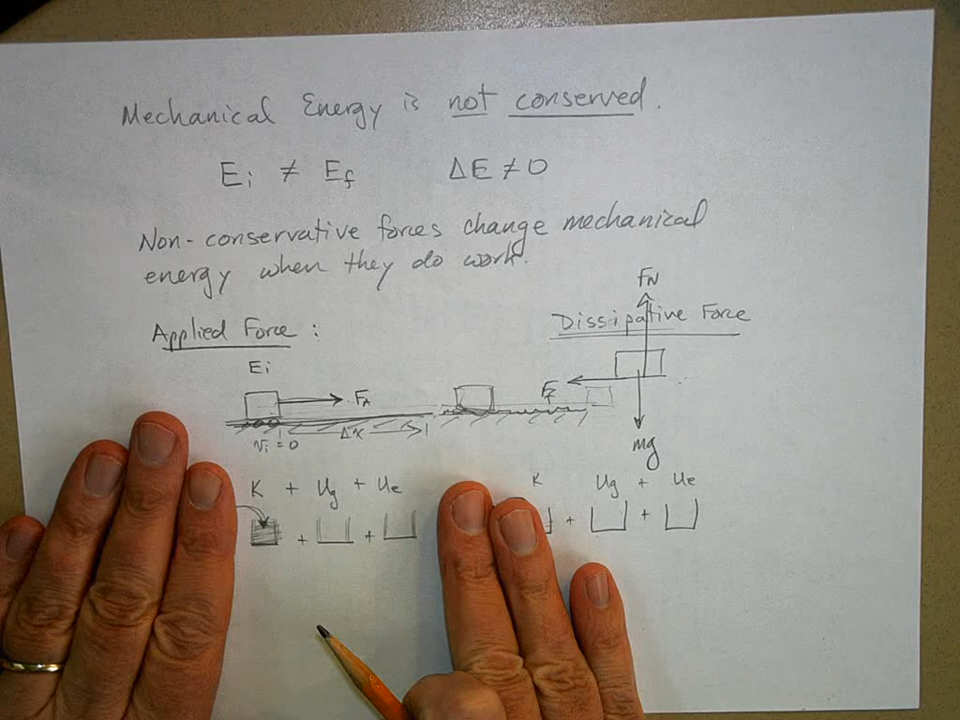 Mechanical Energy is not conserved.
Ei ≠ Ef ΔE ≠ 0
Non-conservative forces change mechanical
energy when they do work.
FN
Applied Force :
Dissipative Force
Ei
FA
vi = 0
Δx
mg
K + Ug + Ue
+ +
K Ug + Ue
+ +